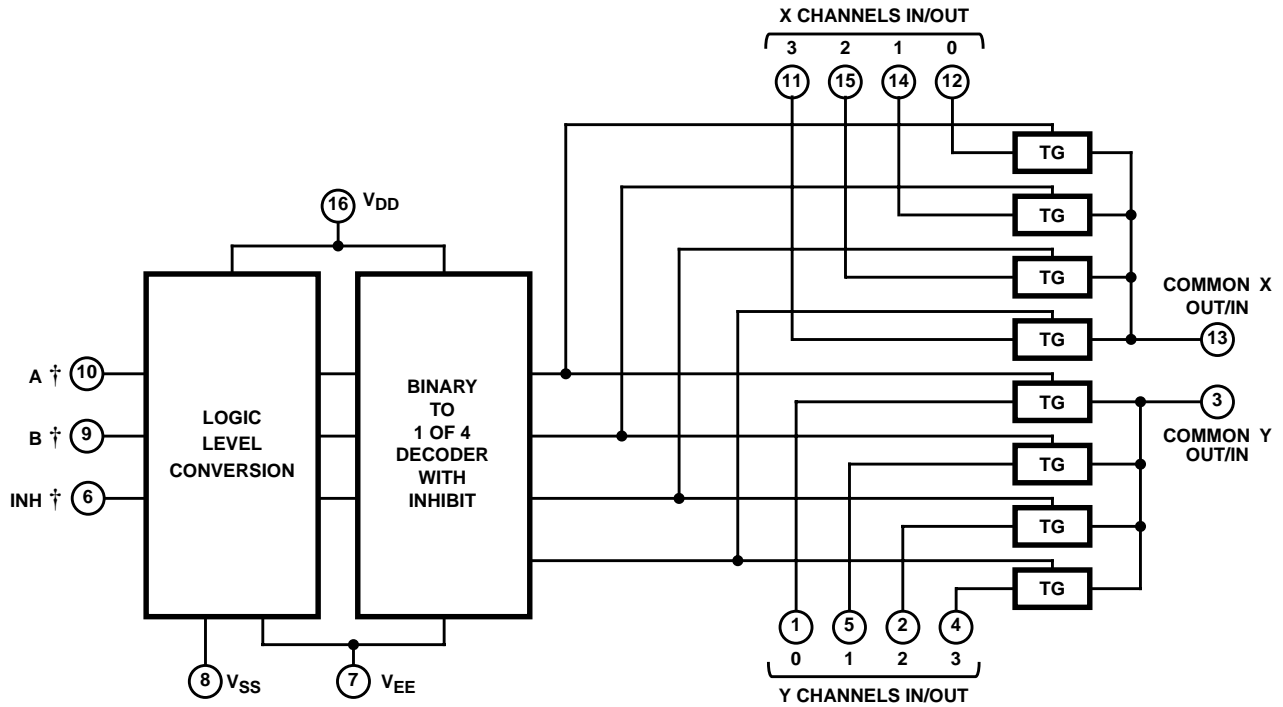 X CHANNELS IN/OUT
3 2 1 0
11 15 14 12
TG
TG
16 VDD
TG
COMMON X
OUT/IN
TG
13
A † 10
B † 9
INH † 6
LOGIC
LEVEL
CONVERSION
BINARY
TO
1 OF 4
DECODER
WITH
INHIBIT
TG
3
COMMON Y
OUT/IN
TG
TG
TG
1 5 2 4
0 1 2 3
Y CHANNELS IN/OUT
8 VSS
7 VEE